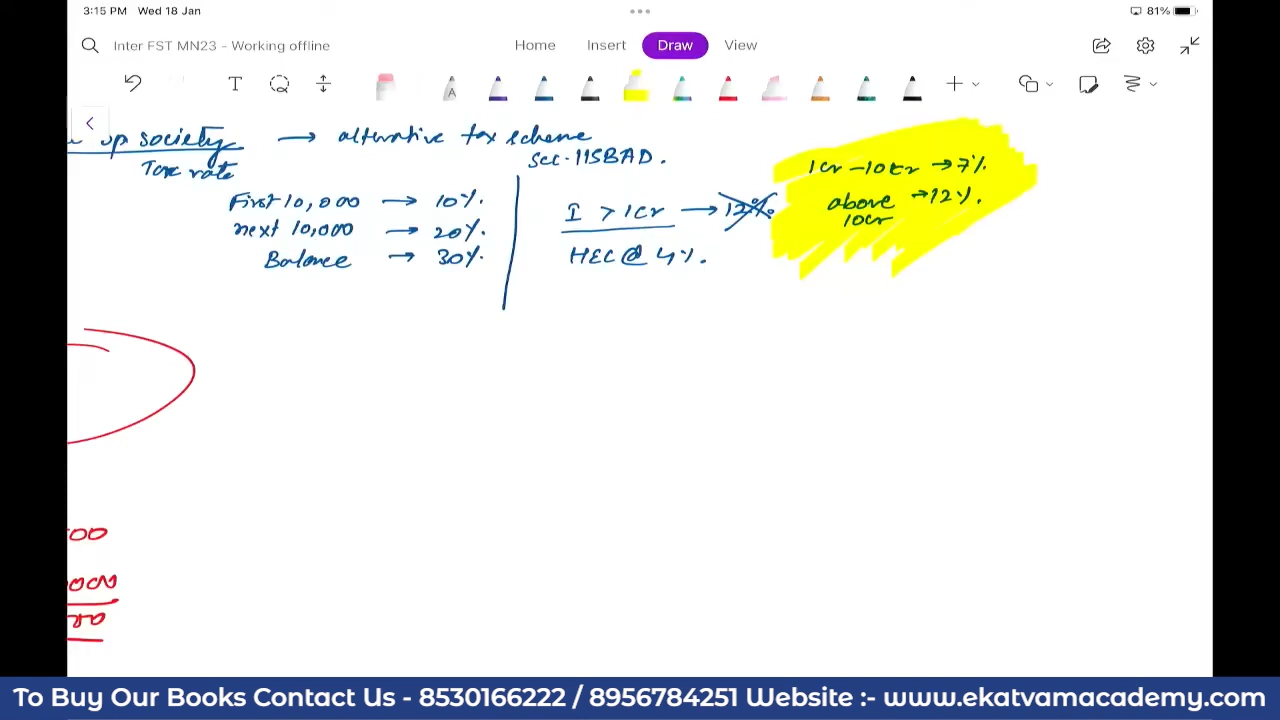 3:15 PM Wed 18 Jan
81%
Inter FST MN23 - Working offline
Home Insert Draw View
T
A
op society → alternative tax scheme
Sec. 115BAD.
Tax rate
First 10,000 → 10%.
next 10,000 → 20%.
Balance → 30%.
I > 1Cr → 12%.
HEC @ 4%.
1Cr - 10Cr → 7%.
above → 12%.
10Cr
500
000
To Buy Our Books Contact Us - 8530166222 / 8956784251 Website :- www.ekatvamacademy.com